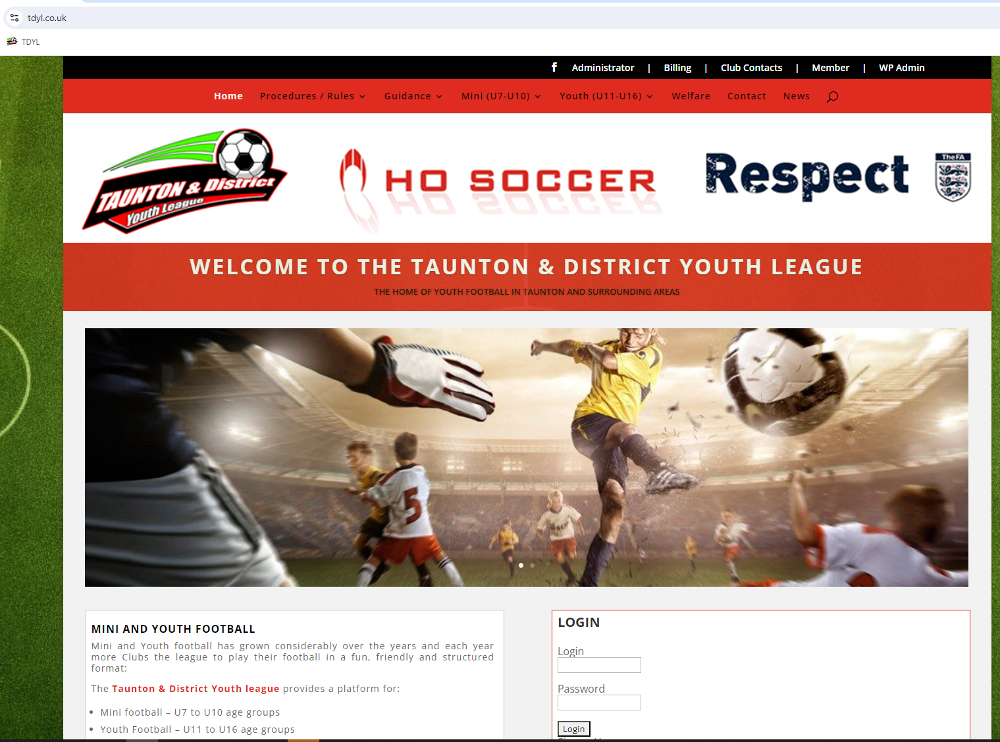 tdyl.co.uk
TDYL
Administrator | Billing | Club Contacts | Member | WP Admin
Home Procedures / Rules Guidance Mini (U7-U10) Youth (U11-U16) Welfare Contact News
TAUNTON & District
Youth League
HO SOCCER
Respect
The FA
WELCOME TO THE TAUNTON & DISTRICT YOUTH LEAGUE
THE HOME OF YOUTH FOOTBALL IN TAUNTON AND SURROUNDING AREAS
5
MINI AND YOUTH FOOTBALL
Mini and Youth football has grown considerably over the years and each year
more Clubs the league to play their football in a fun, friendly and structured
format:
The Taunton & District Youth league provides a platform for:
• Mini football – U7 to U10 age groups
• Youth Football – U11 to U16 age groups
LOGIN
Login
Password
Login